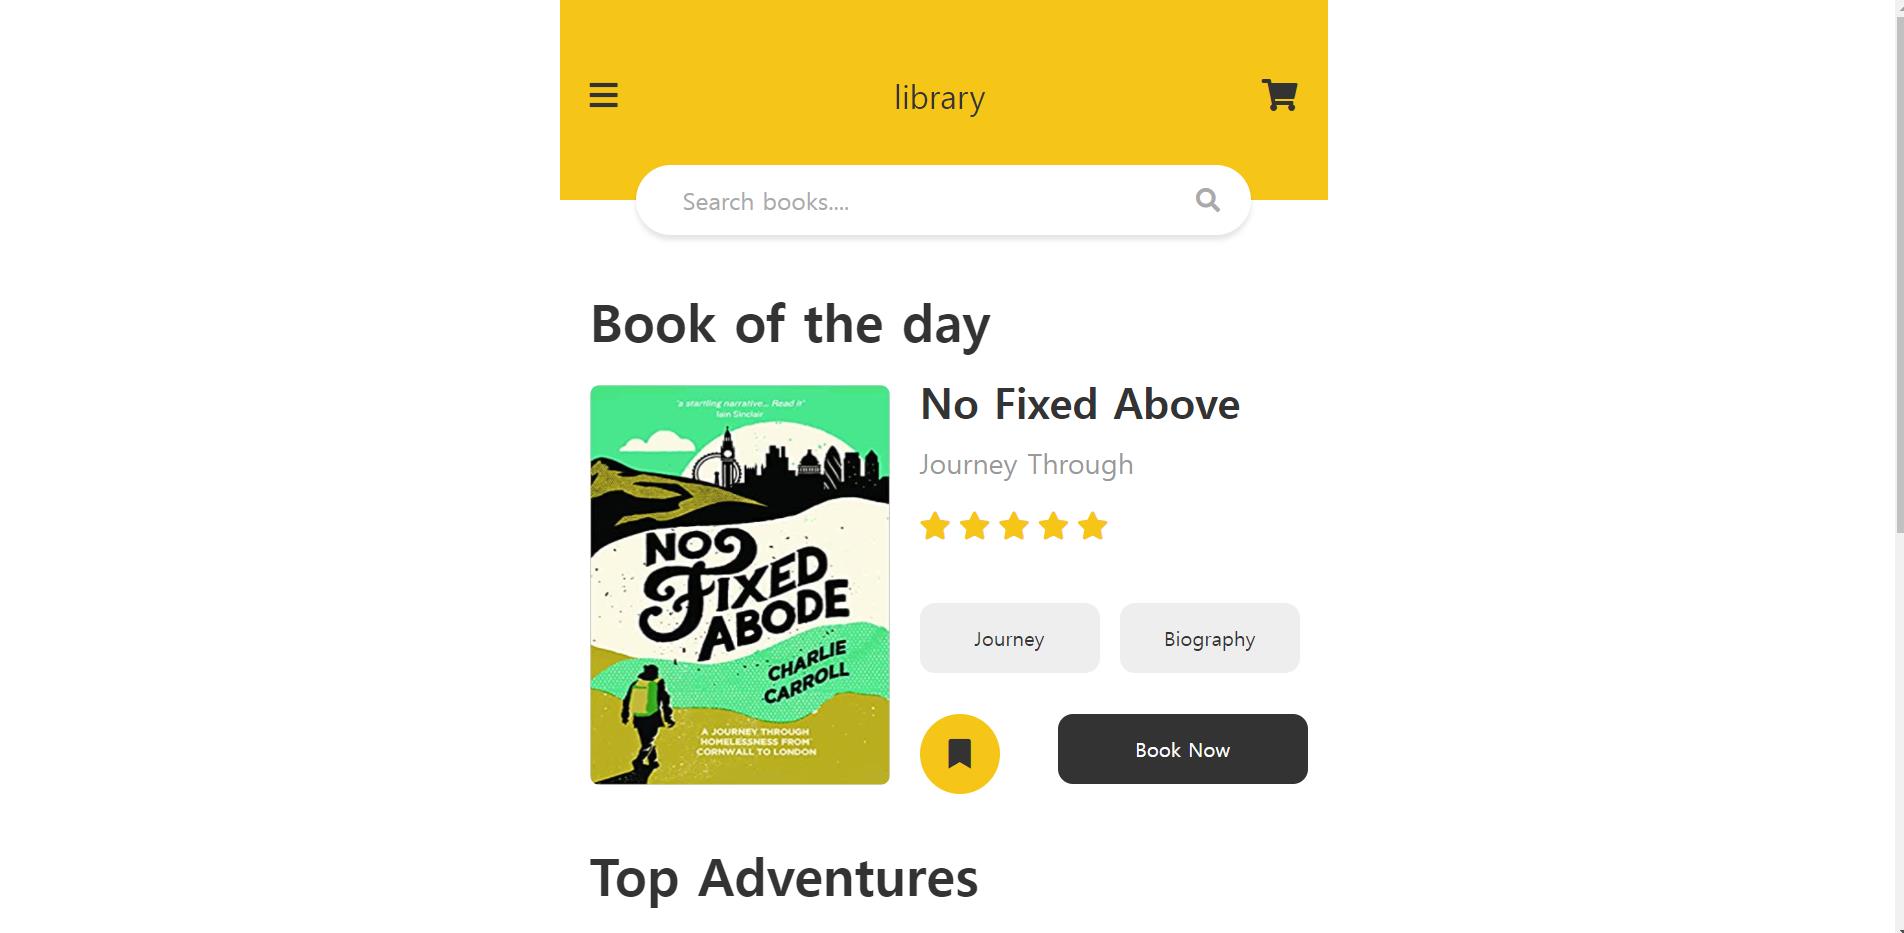 library
Search books....
Book of the day
'a startling narrative... Read it'
Iain Sinclair
NO
FIXED
ABODE
CHARLIE
CARROLL
A JOURNEY THROUGH
HOMELESSNESS FROM
CORNWALL TO LONDON
No Fixed Above
Journey Through
Journey
Biography
Book Now
Top Adventures